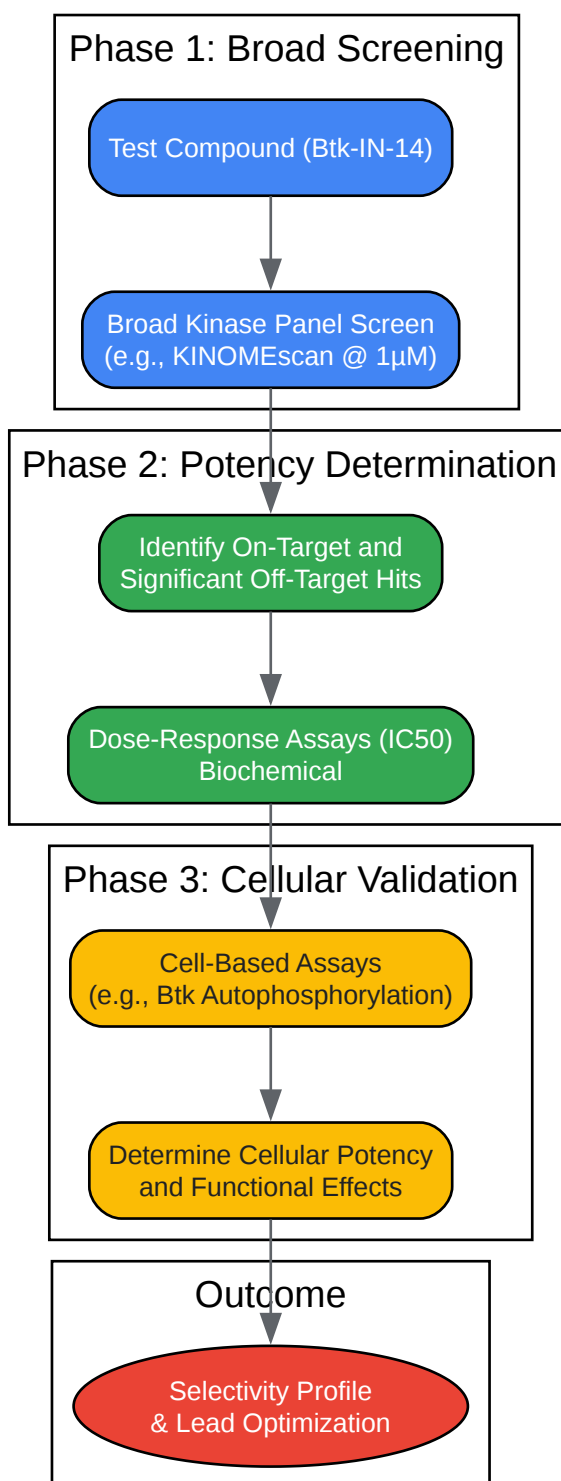 Phase 1: Broad Screening
Test Compound (Btk-IN-14)
Broad Kinase Panel Screen
(e.g., KINOMEscan @ 1µM)
Phase 2: Potency Determination
Identify On-Target and
Significant Off-Target Hits
Dose-Response Assays (IC50)
Biochemical
Phase 3: Cellular Validation
Cell-Based Assays
(e.g., Btk Autophosphorylation)
Determine Cellular Potency
and Functional Effects
Outcome
Selectivity Profile
& Lead Optimization